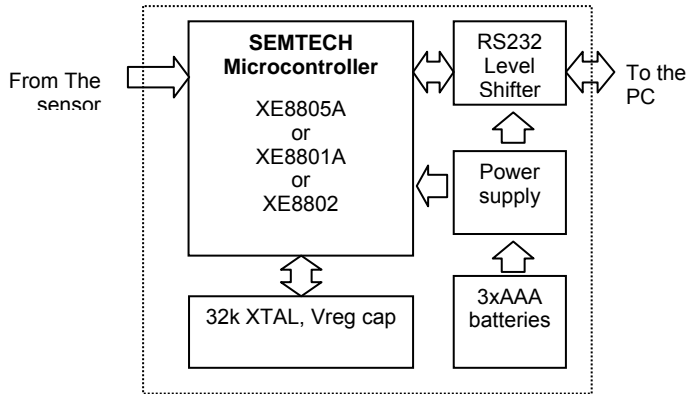 From The
sensor
SEMTECH
Microcontroller
XE8805A
or
XE8801A
or
XE8802
RS232
Level
Shifter
To the
PC
Power
supply
32k XTAL, Vreg cap
3xAAA
batteries